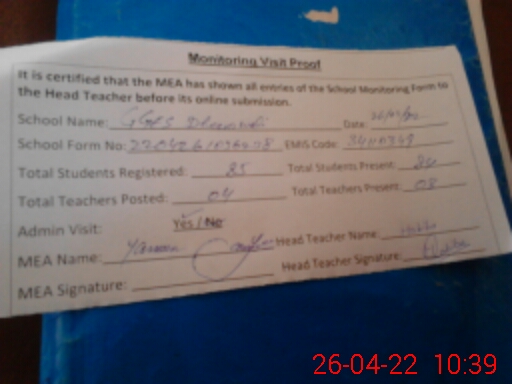 Monitoring Visit Proof
It is certified that the MEA has shown all entries of the School Monitoring Form to
the Head Teacher before its online submission.
School Name: GGPS Date:
School Form No: EMIS Code:
Total Students Registered: 85 Total Students Present: 84
Total Teachers Posted: 04 Total Teachers Present: 03
Admin Visit: Yes / No
MEA Name: Head Teacher Name:
MEA Signature: Head Teacher Signature:
26-04-22 10:39